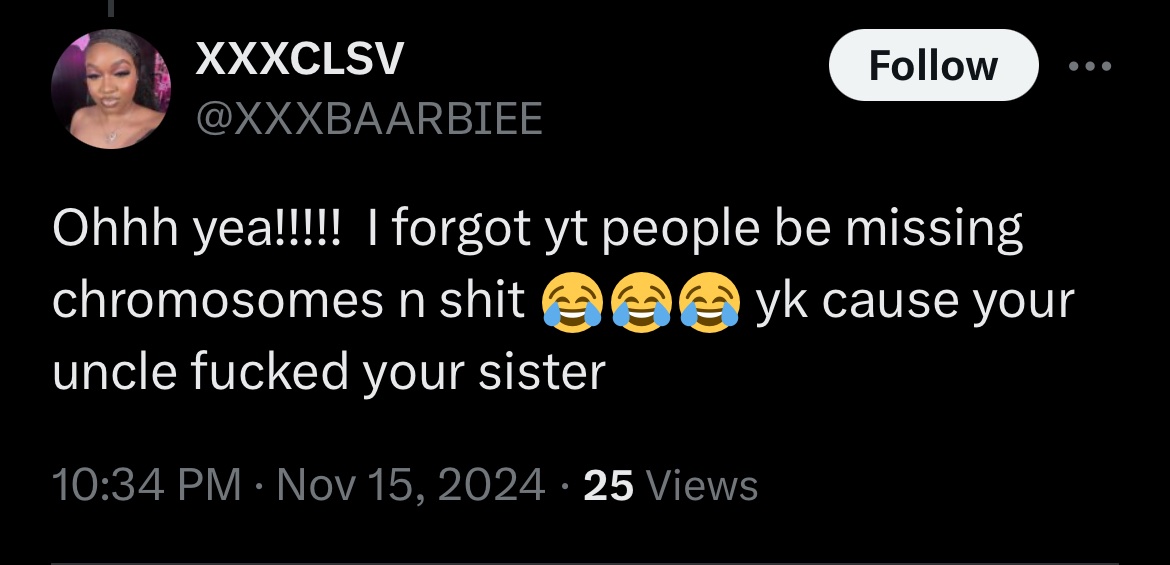 XXXCLSV
Follow
@XXXBAARBIEE
Ohhh yea!!!!!  I forgot yt people be missing
chromosomes n shit 😂😂😂 yk cause your
uncle fucked your sister
10:34 PM · Nov 15, 2024 · 25 Views